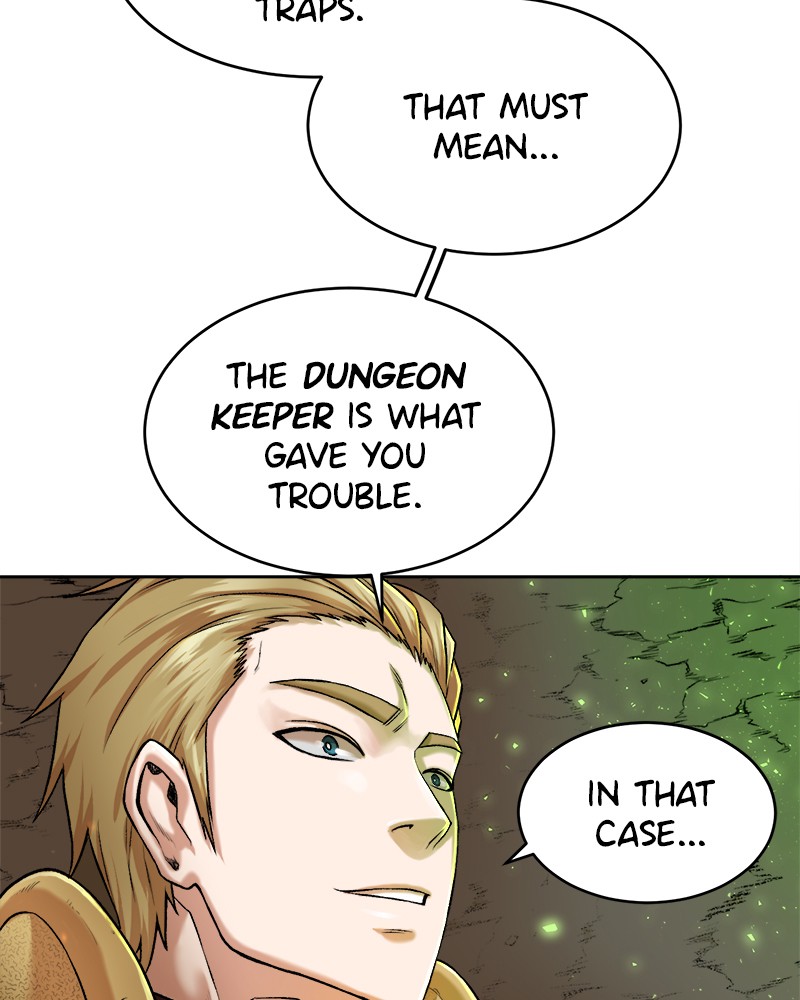 TRAPS.
THAT MUST
MEAN...
THE DUNGEON
KEEPER IS WHAT
GAVE YOU
TROUBLE.
IN THAT
CASE...